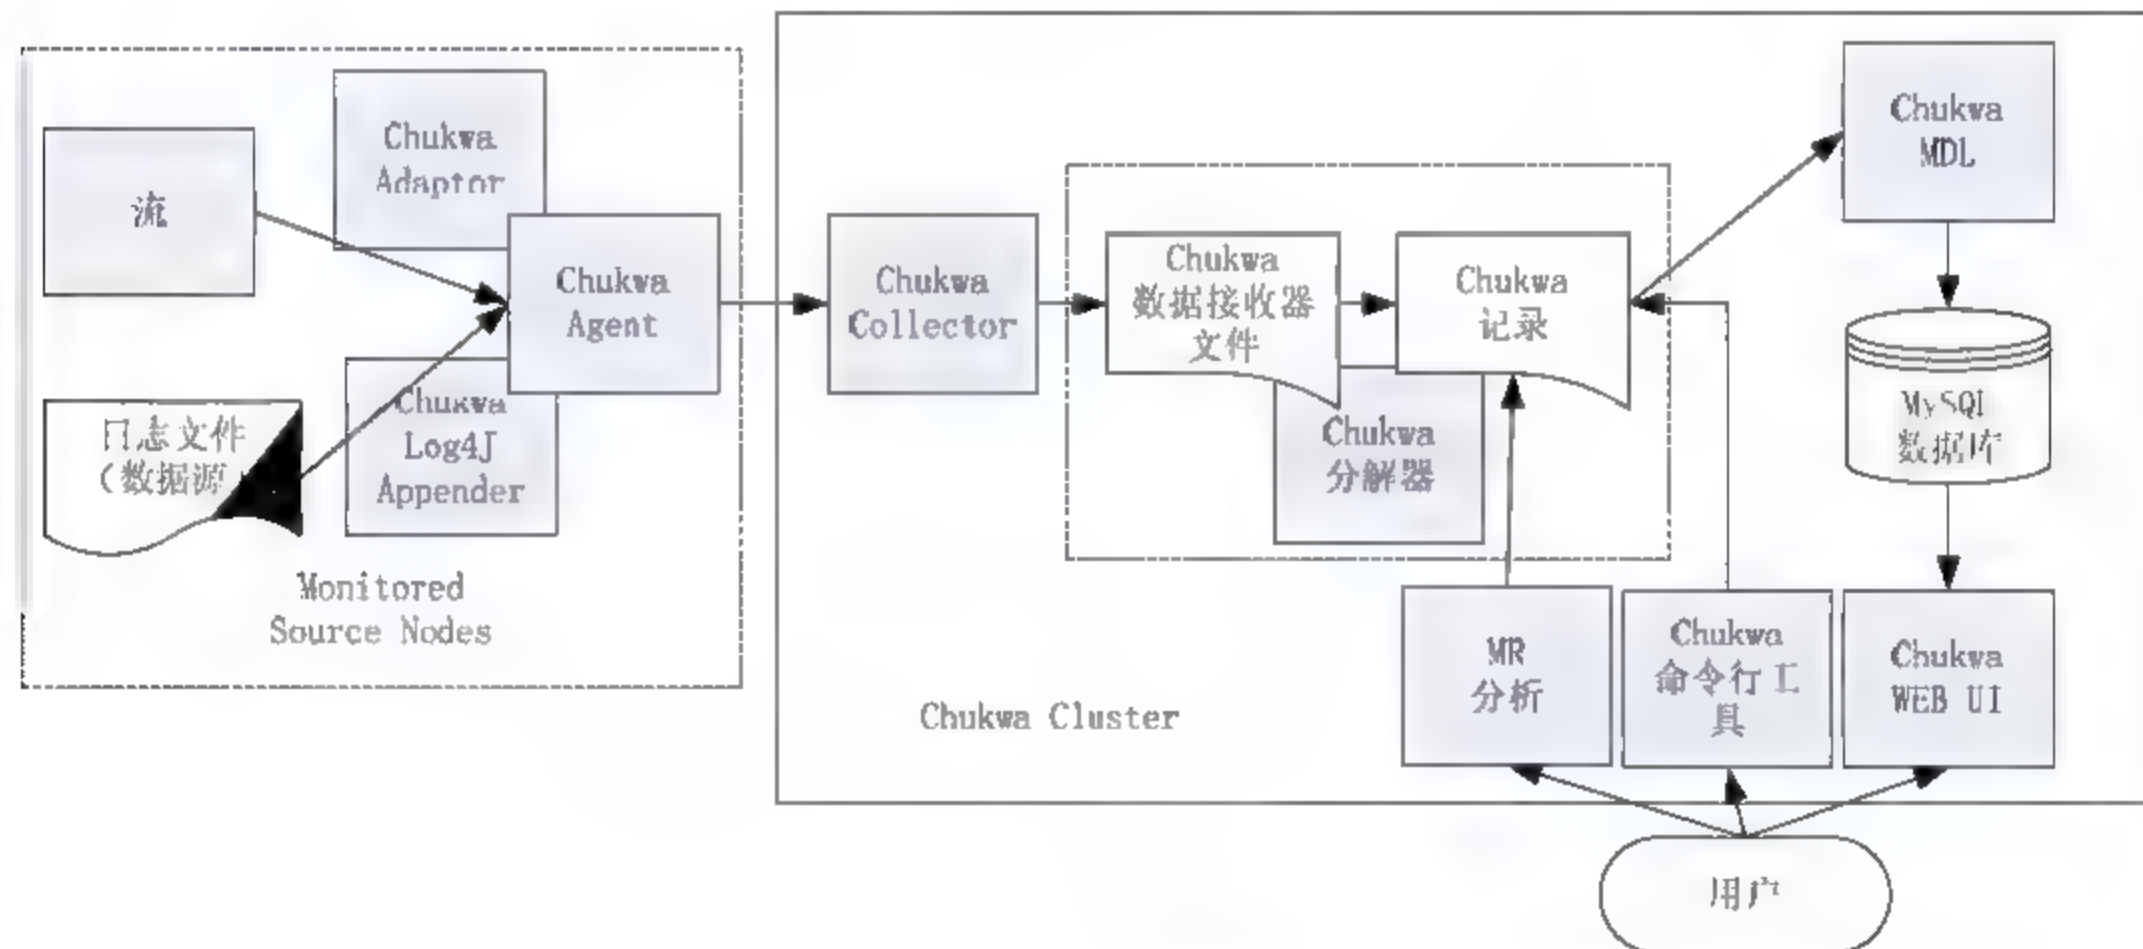 流
Chukwa
Adaptor
Chukwa
Agent
日志文件
(数据源
Chukwa
Log4J
Appender
Monitored
Source Nodes
Chukwa
Collector
Chukwa
数据接收器
文件
Chukwa
记录
Chukwa
分解器
Chukwa
MDL
MySQL
数据库
MR
分析
Chukwa
命令行工
具
Chukwa
WEB UI
Chukwa Cluster
用户